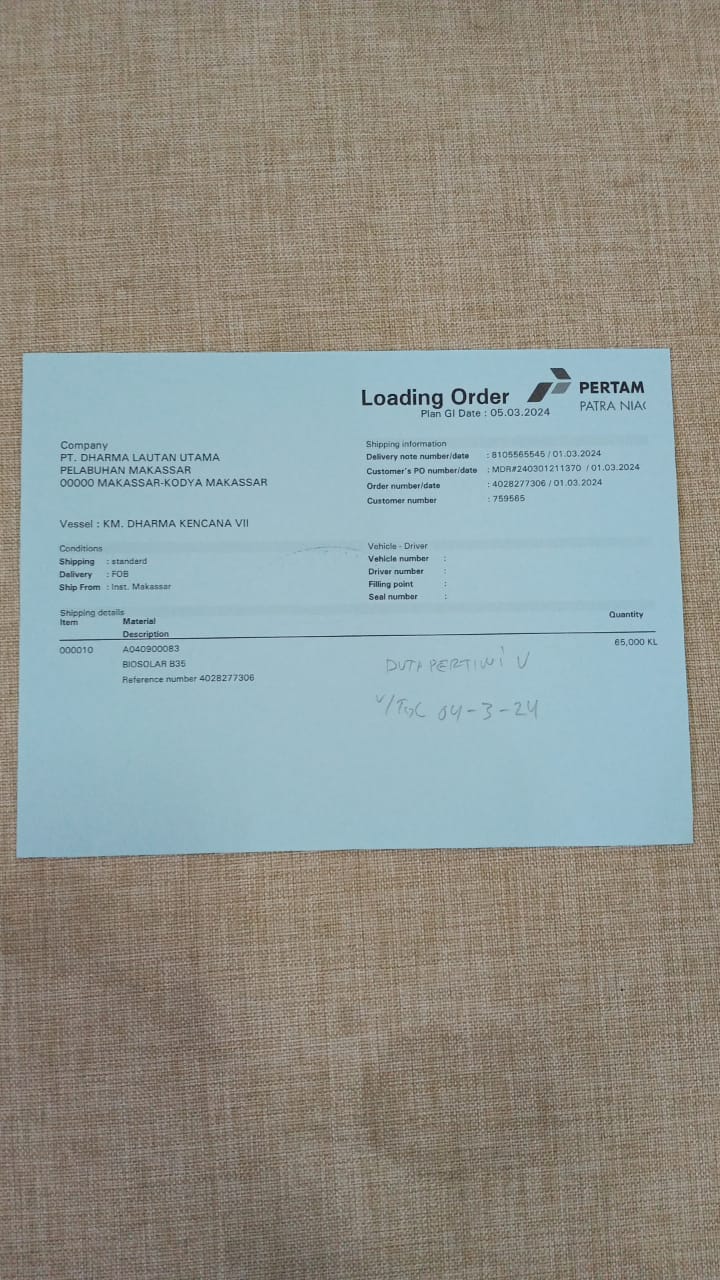 Loading Order
Plan GI Date : 05.03.2024
PERTAM
PATRA NIAG
Company
PT. DHARMA LAUTAN UTAMA
PELABUHAN MAKASSAR
00000 MAKASSAR-KODYA MAKASSAR
Vessel : KM. DHARMA KENCANA VII
Shipping information
Delivery note number/date : 8105565545 / 01.03.2024
Customer's PO number/date : MDR#240301211370 / 01.03.2024
Order number/date : 4028277306 / 01.03.2024
Customer number : 759565
Conditions
Shipping : standard
Delivery : FOB
Ship From : Inst. Makassar
Vehicle - Driver
Vehicle number :
Driver number :
Filling point :
Seal number :
Shipping details
Item Material Quantity
Description
000010 A040900083 65,000 KL
BIOSOLAR B35
Reference number 4028277306
DUTA PERTIWI V
04-3-24